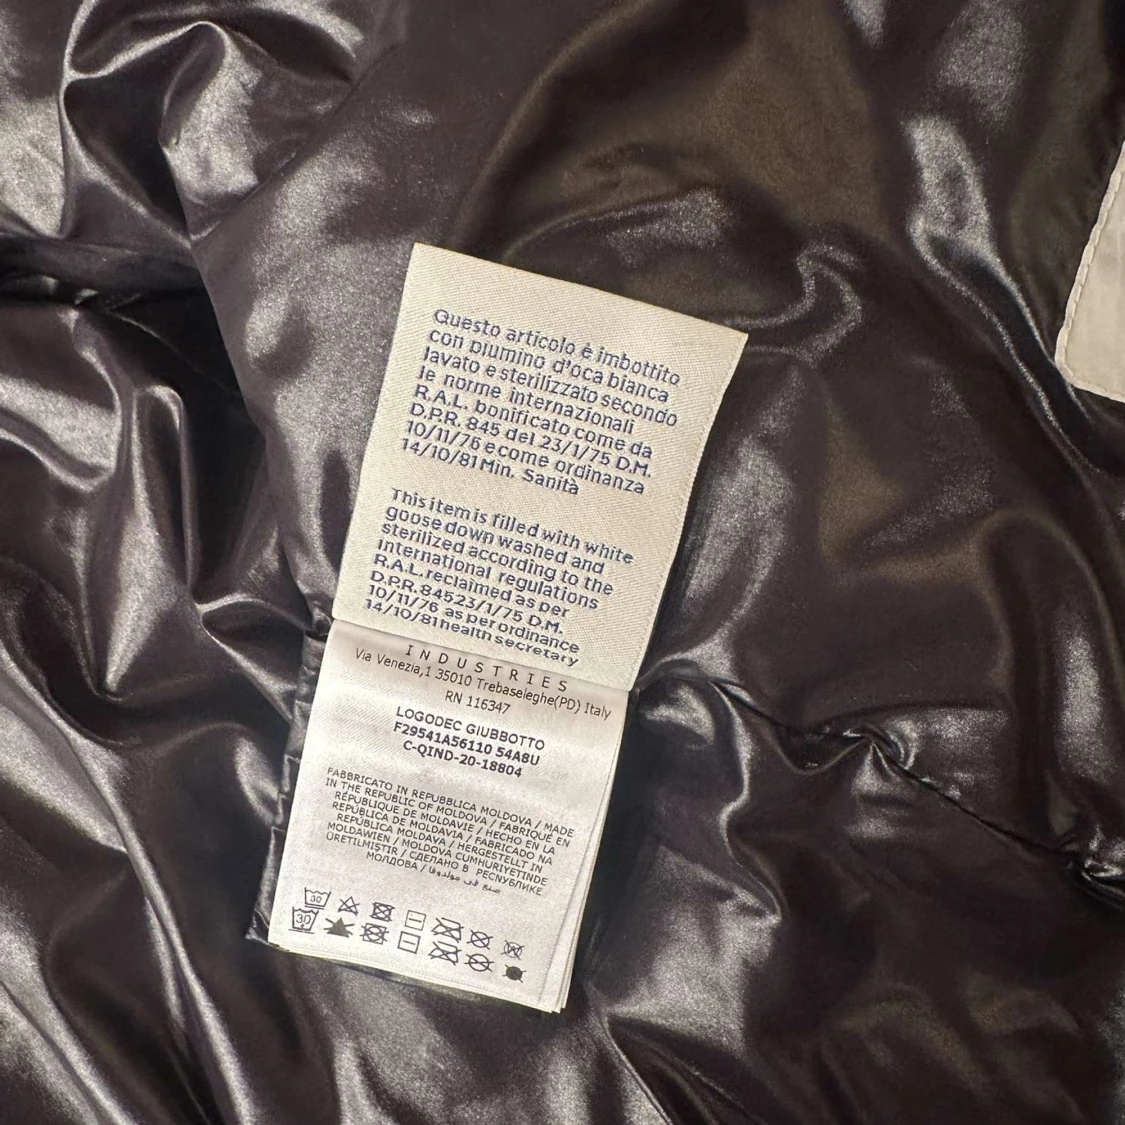 Questo articolo è imbottito
con piumino d'oca bianca
lavato e sterilizzato secondo
le norme internazionali
R.A.L. bonificato come da
D.P.R. 845 del 23/1/75 D.M.
10/11/76 e come ordinanza
14/10/81 Min. Sanità
This item is filled with white
goose down washed and
sterilized according to the
International regulations
R.A.L. reclaimed as per
D.P.R. 845 23/1/75 D.M.
10/11/76 as per ordinance
14/10/81 health secretary
INDUSTRIES
Via Venezia,1 35010 Trebaseleghe(PD) Italy
RN 116347
LOGODEC GIUBBOTTO
F29541A56110 54A8U
C-QIND-20-18804
FABBRICATO IN REPUBBLICA MOLDOVA / MADE
IN THE REPUBLIC OF MOLDOVA / FABRIQUÉ EN
RÉPUBLIQUE DE MOLDAVIE / HECHO EN LA
REPÚBLICA DE MOLDAVIA / FABRICADO NA
REPÚBLICA MOLDAVA / HERGESTELLT IN
MOLDAWIEN / MOLDOVA CUMHURIYETINDE
ÜRETILMISTIR / СДЕЛАНО В РЕСПУБЛИКЕ
МОЛДОВА / صنع في مولدوفا
30
30